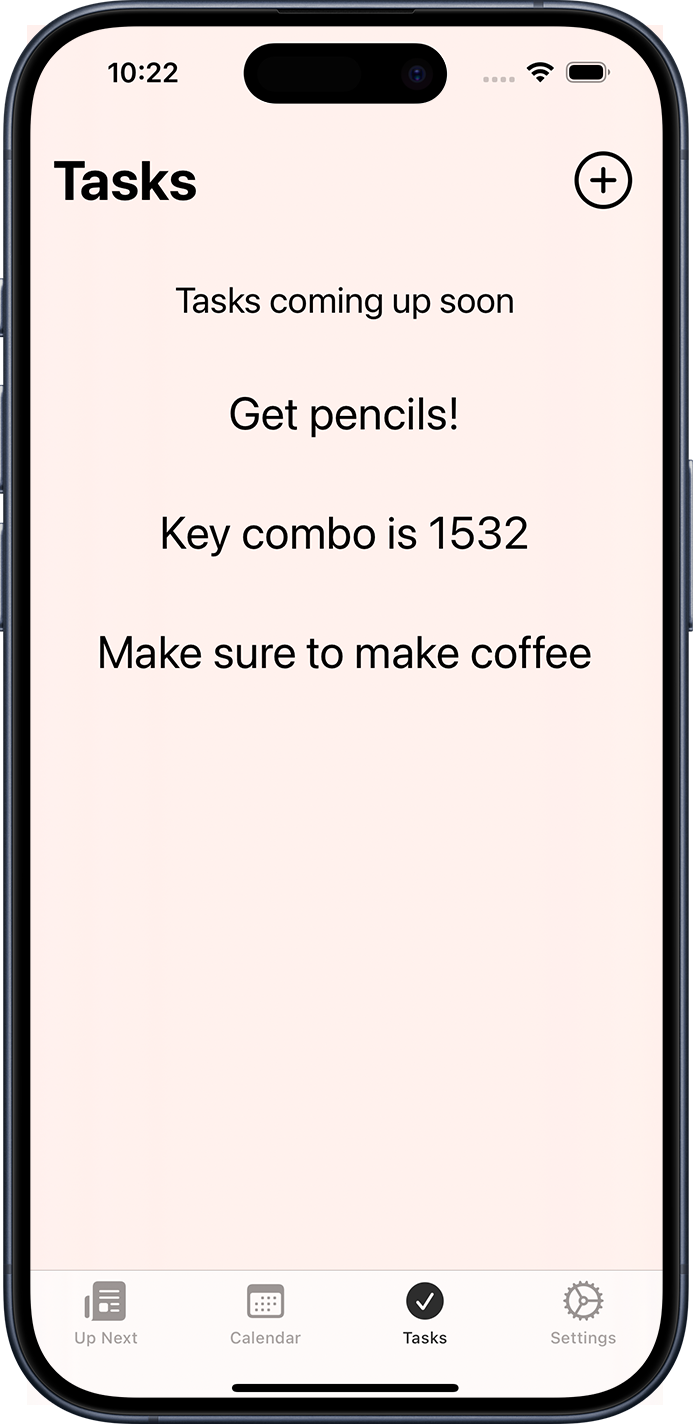 10:22
Tasks
Tasks coming up soon
Get pencils!
Key combo is 1532
Make sure to make coffee
Up Next
Calendar
Tasks
Settings